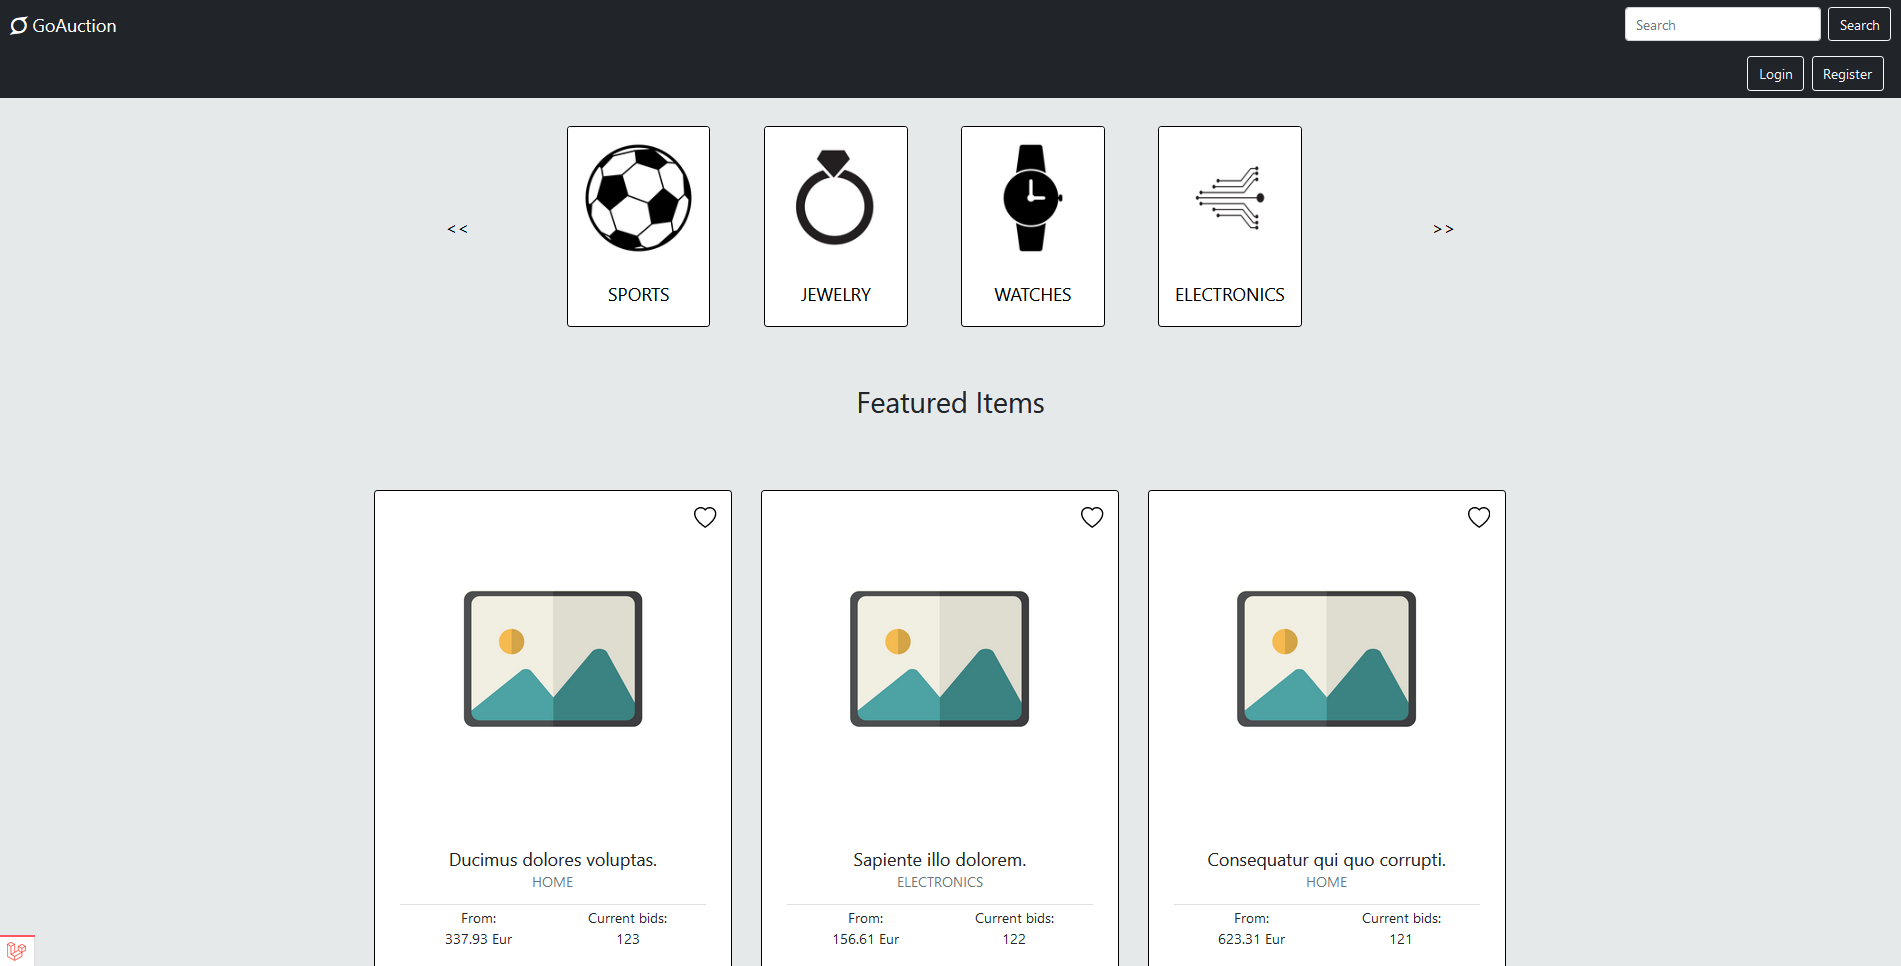 GoAuction
Search
Search
Login
Register
<<
SPORTS
JEWELRY
WATCHES
ELECTRONICS
>>
Featured Items
Ducimus dolores voluptas.
HOME
From:
Current bids:
337.93 Eur
123
Sapiente illo dolorem.
ELECTRONICS
From:
Current bids:
156.61 Eur
122
Consequatur qui quo corrupti.
HOME
From:
Current bids:
623.31 Eur
121